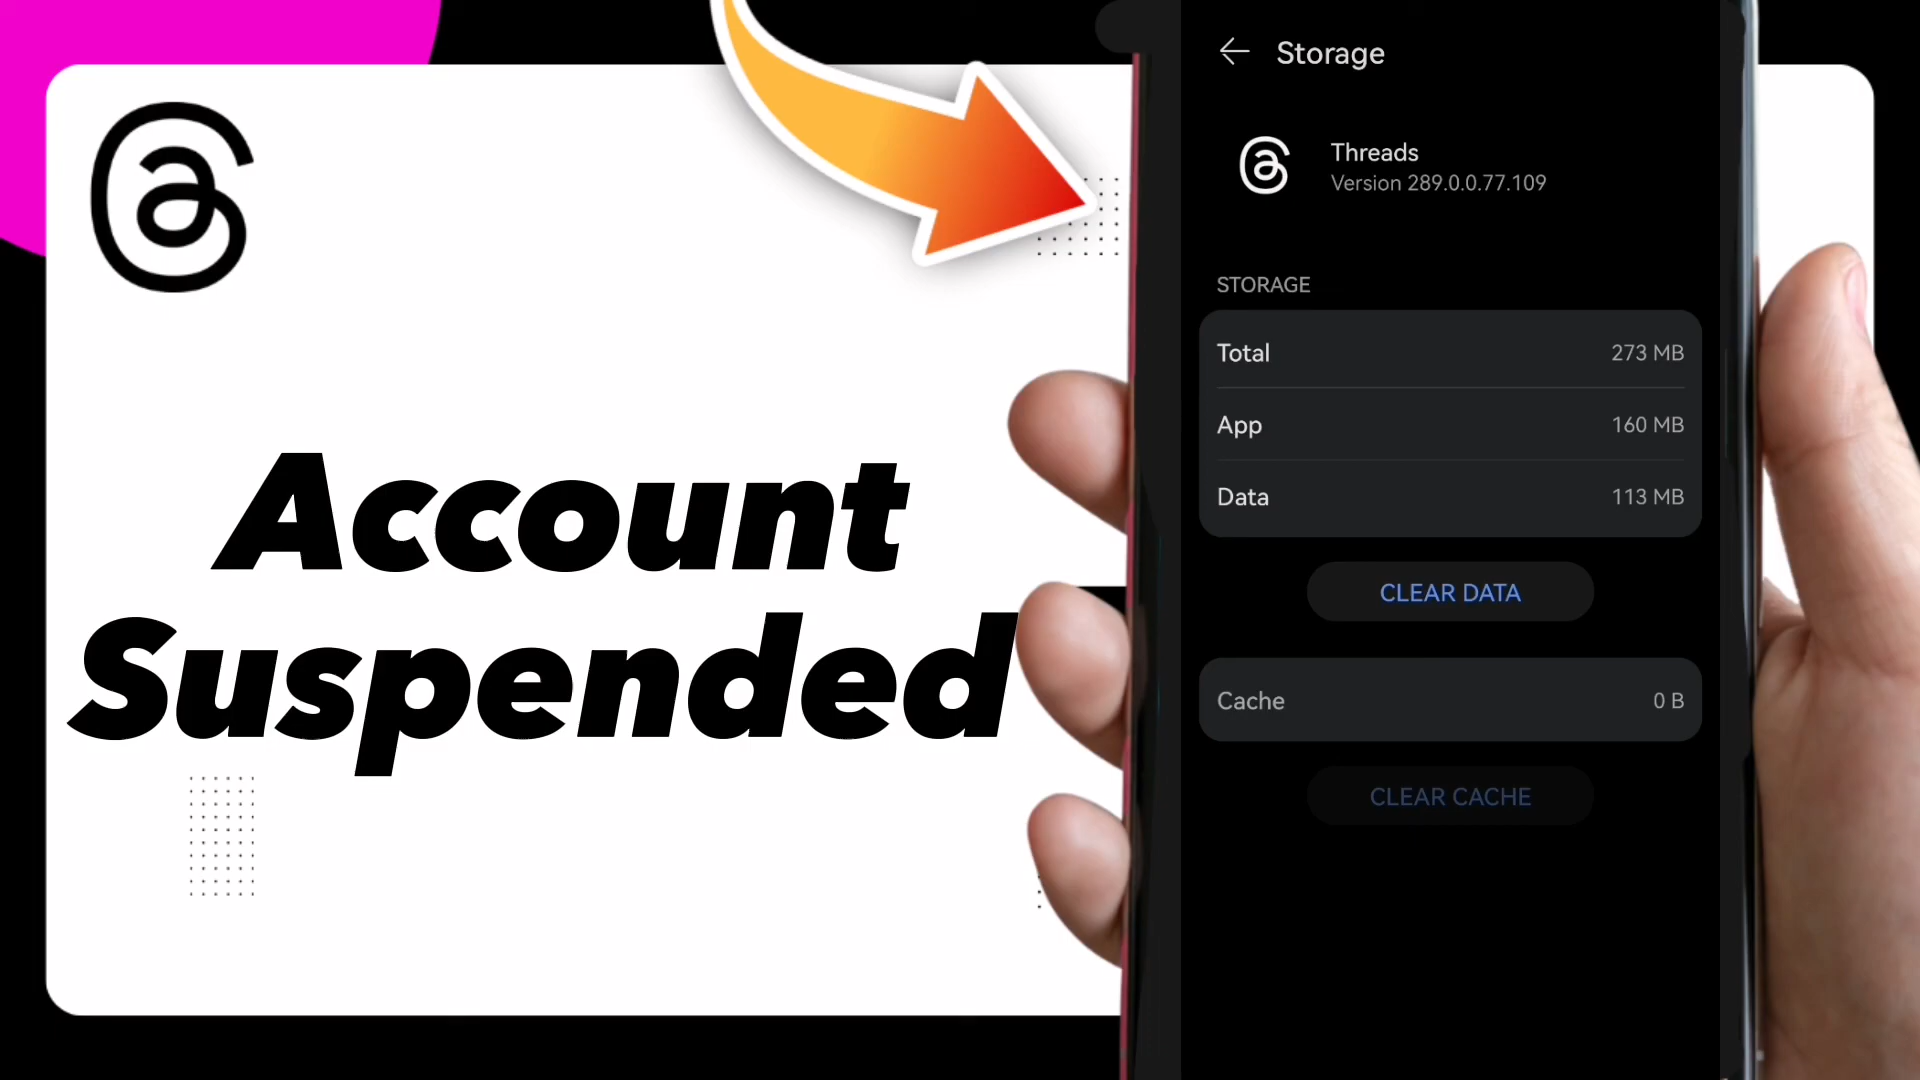 Account
Suspended
Storage
Threads
Version 289.0.0.77.109
STORAGE
Total 273 MB
App 160 MB
Data 113 MB
CLEAR DATA
Cache 0 B
CLEAR CACHE